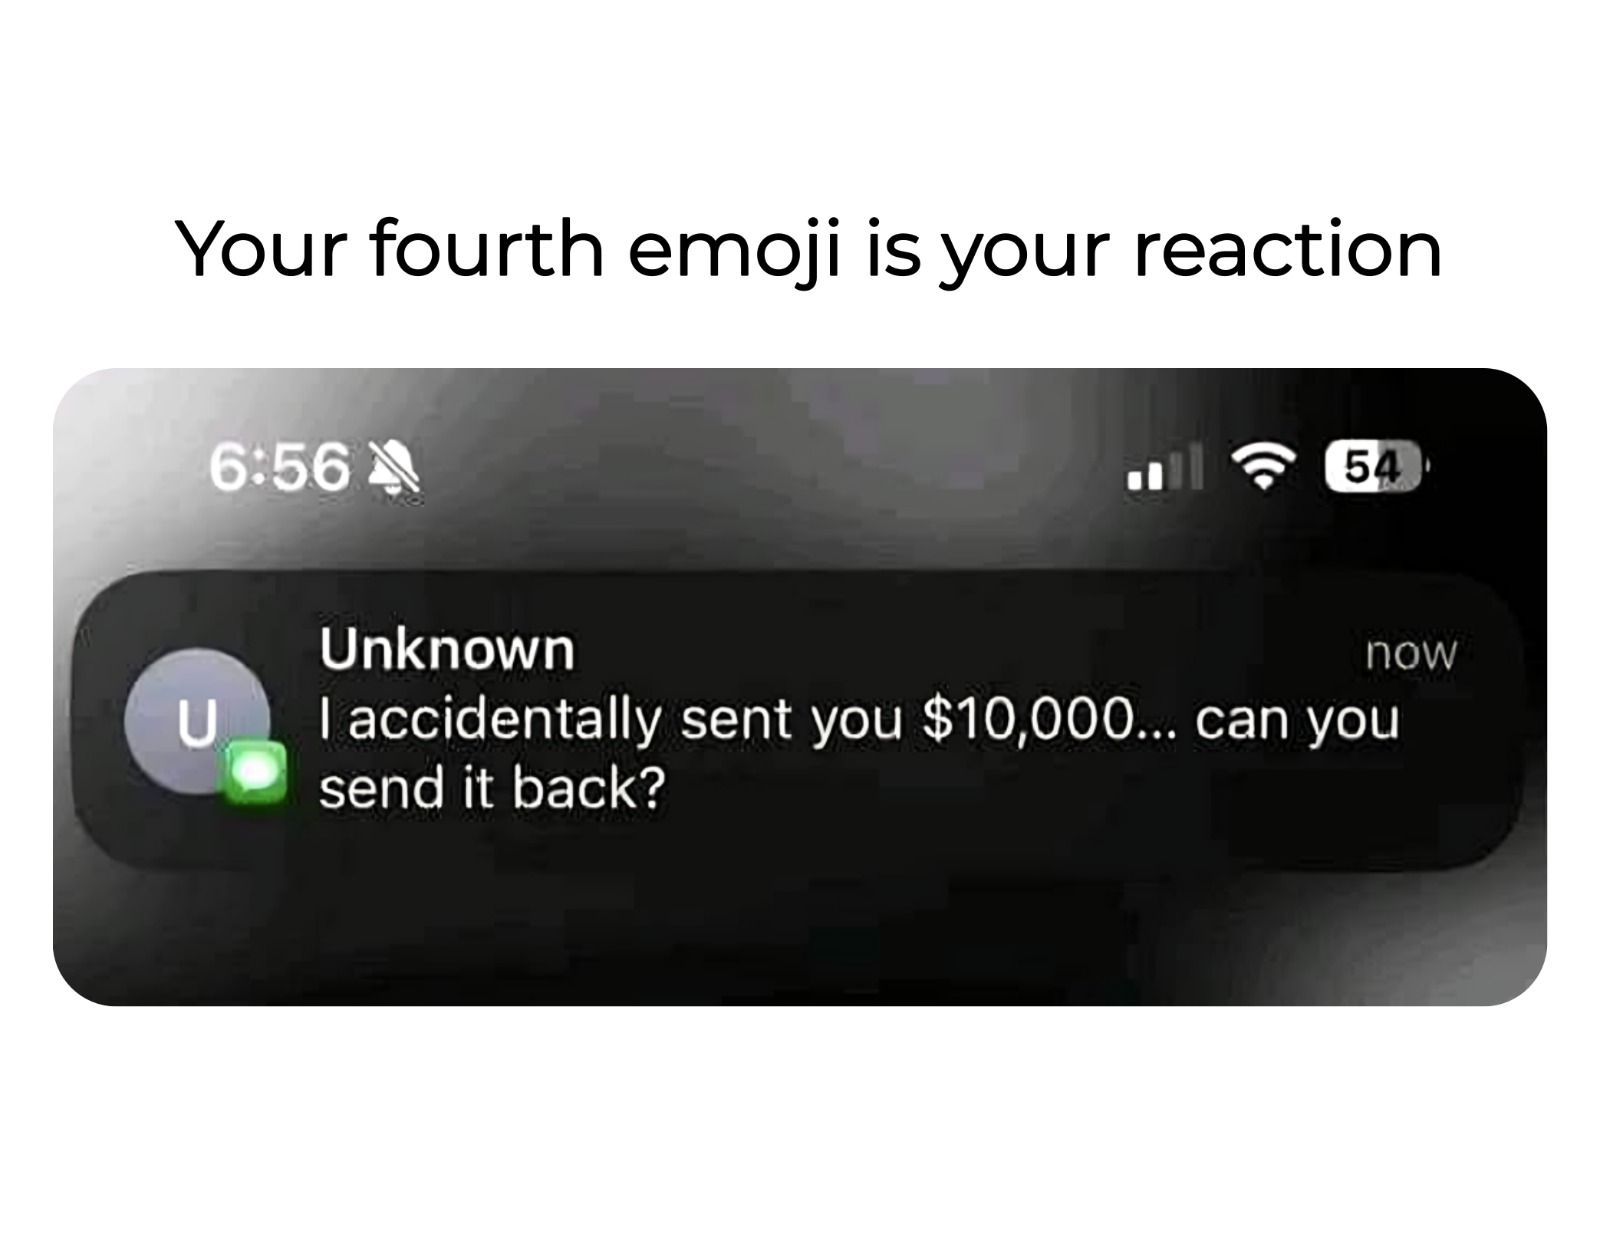 Your fourth emoji is your reaction
6:56
54
Unknown
now
U
I accidentally sent you $10,000... can you
send it back?